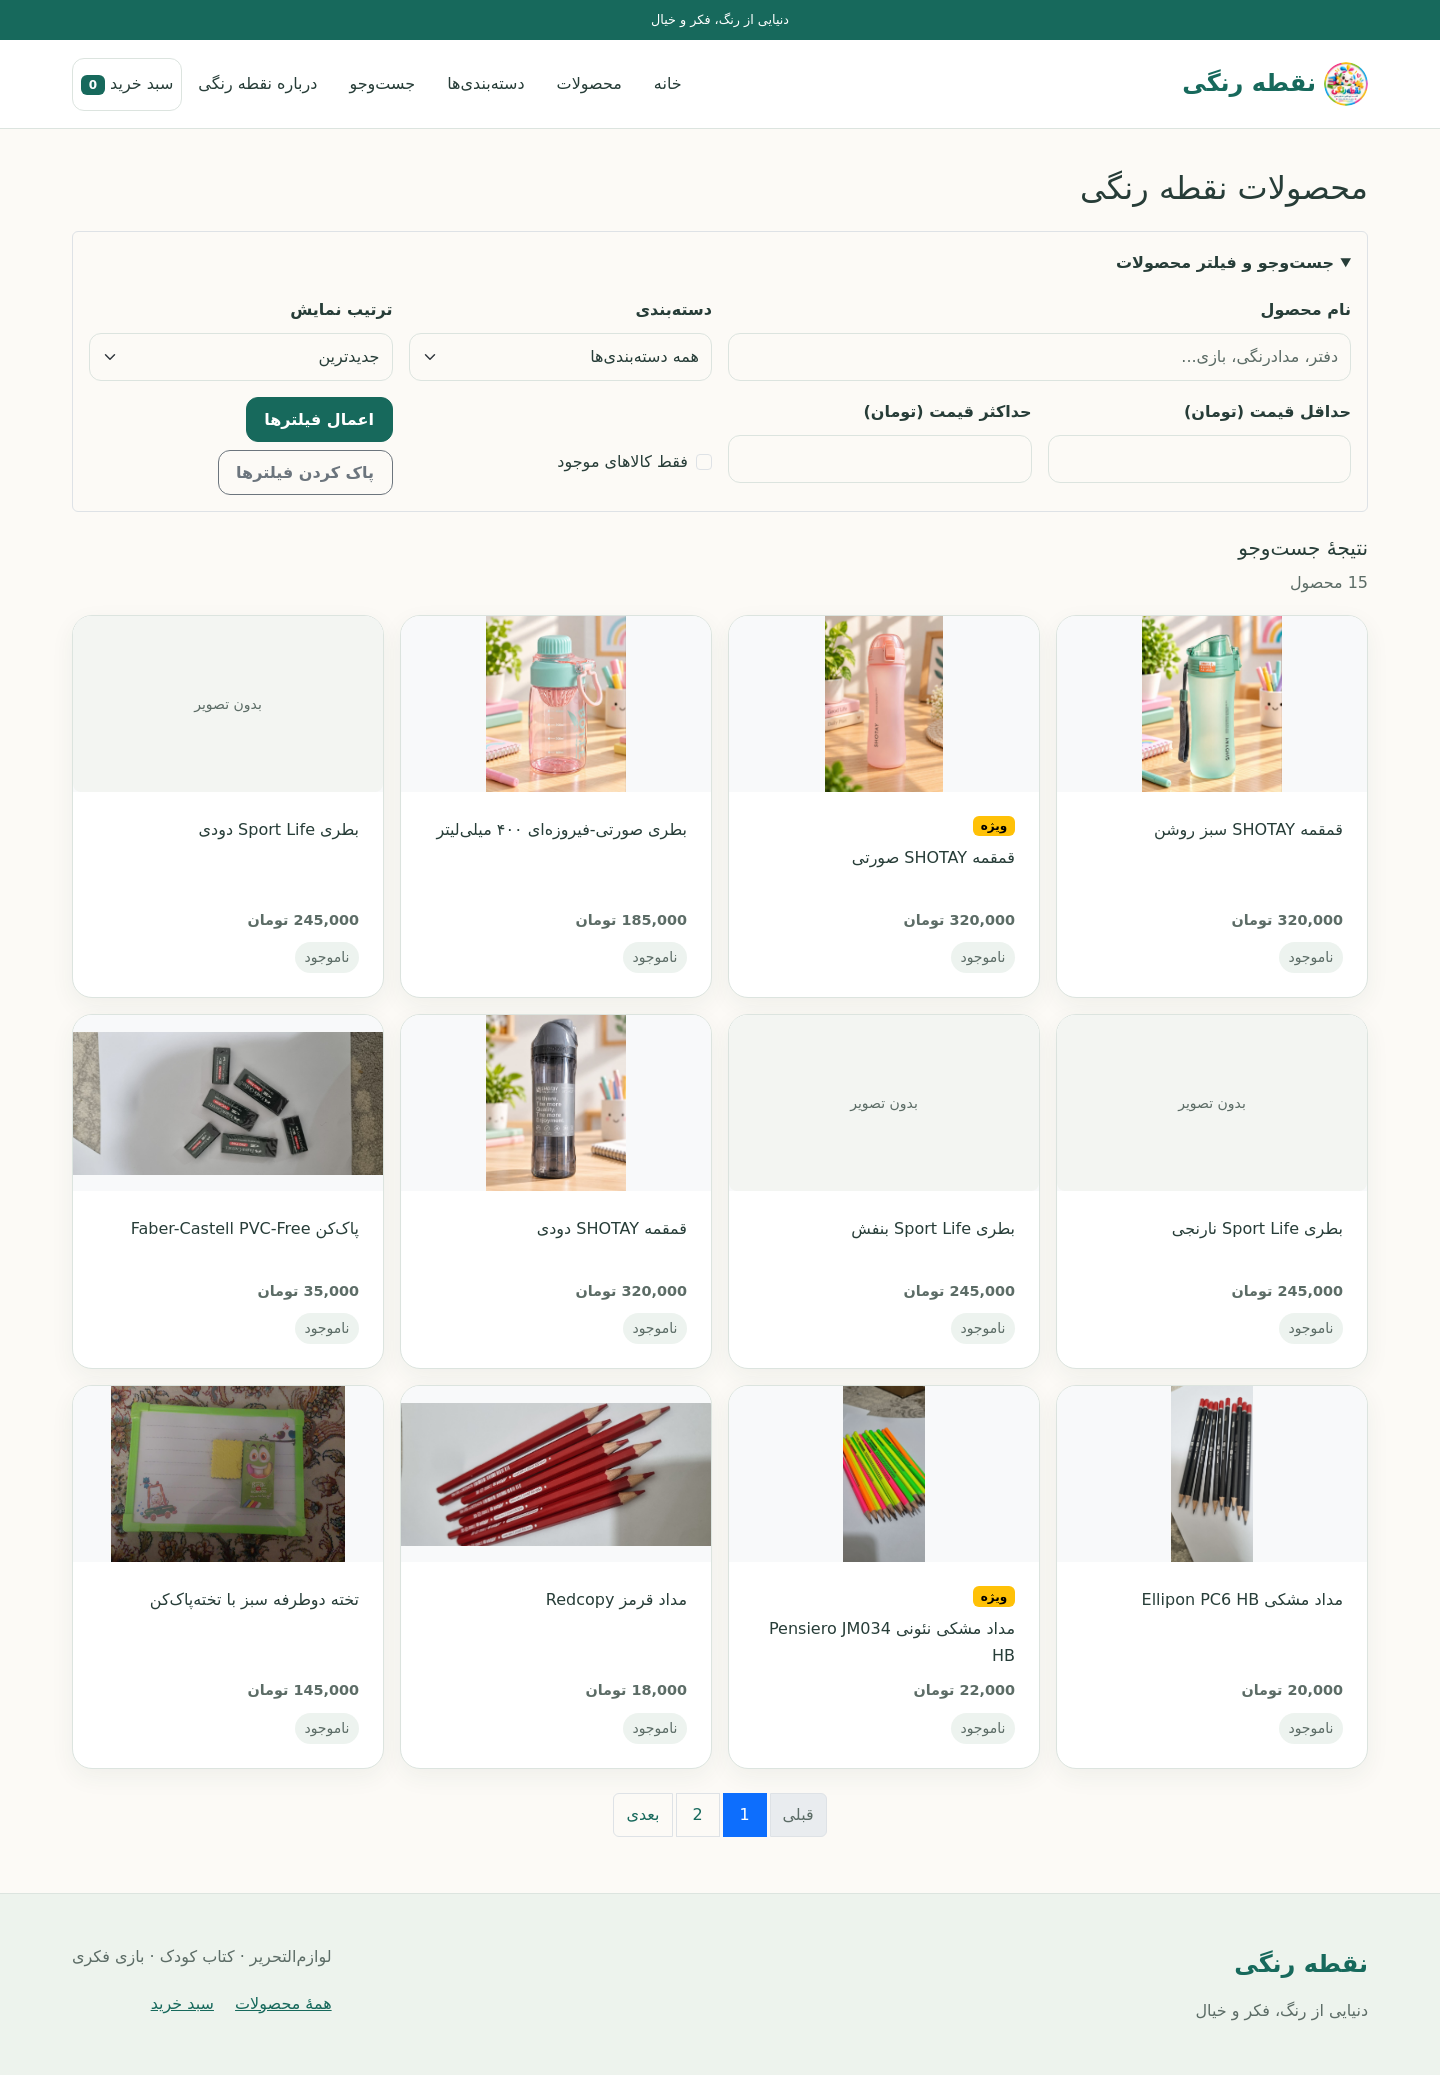 دنیایی از رنگ، فکر و خیال
نقطه رنگی
خانه
محصولات
دسته‌بندی‌ها
جست‌وجو
درباره نقطه رنگی
سبد خرید 0
محصولات نقطه رنگی
▼ جست‌وجو و فیلتر محصولات
نام محصول
دسته‌بندی
ترتیب نمایش
دفتر، مدادرنگی، بازی...
همه دسته‌بندی‌ها
جدیدترین
حداقل قیمت (تومان)
حداکثر قیمت (تومان)
فقط کالاهای موجود
اعمال فیلترها
پاک کردن فیلترها
نتیجهٔ جست‌وجو
15 محصول
SHOTAY
قمقمه SHOTAY سبز روشن
320,000 تومان
ناموجود
SHOTAY
ویژه
قمقمه SHOTAY صورتی
320,000 تومان
ناموجود
بطری صورتی-فیروزه‌ای ۴۰۰ میلی‌لیتر
185,000 تومان
ناموجود
بدون تصویر
بطری Sport Life دودی
245,000 تومان
ناموجود
بدون تصویر
بطری Sport Life نارنجی
245,000 تومان
ناموجود
بدون تصویر
بطری Sport Life بنفش
245,000 تومان
ناموجود
قمقمه SHOTAY دودی
320,000 تومان
ناموجود
پاک‌کن Faber-Castell PVC-Free
35,000 تومان
ناموجود
مداد مشکی Ellipon PC6 HB
20,000 تومان
ناموجود
ویژه
مداد مشکی نئونی Pensiero JM034
HB
22,000 تومان
ناموجود
مداد قرمز Redcopy
18,000 تومان
ناموجود
تخته دوطرفه سبز با تخته‌پاک‌کن
145,000 تومان
ناموجود
قبلی
1
2
بعدی
نقطه رنگی
دنیایی از رنگ، فکر و خیال
لوازم‌التحریر · کتاب کودک · بازی فکری
همهٔ محصولات
سبد خرید